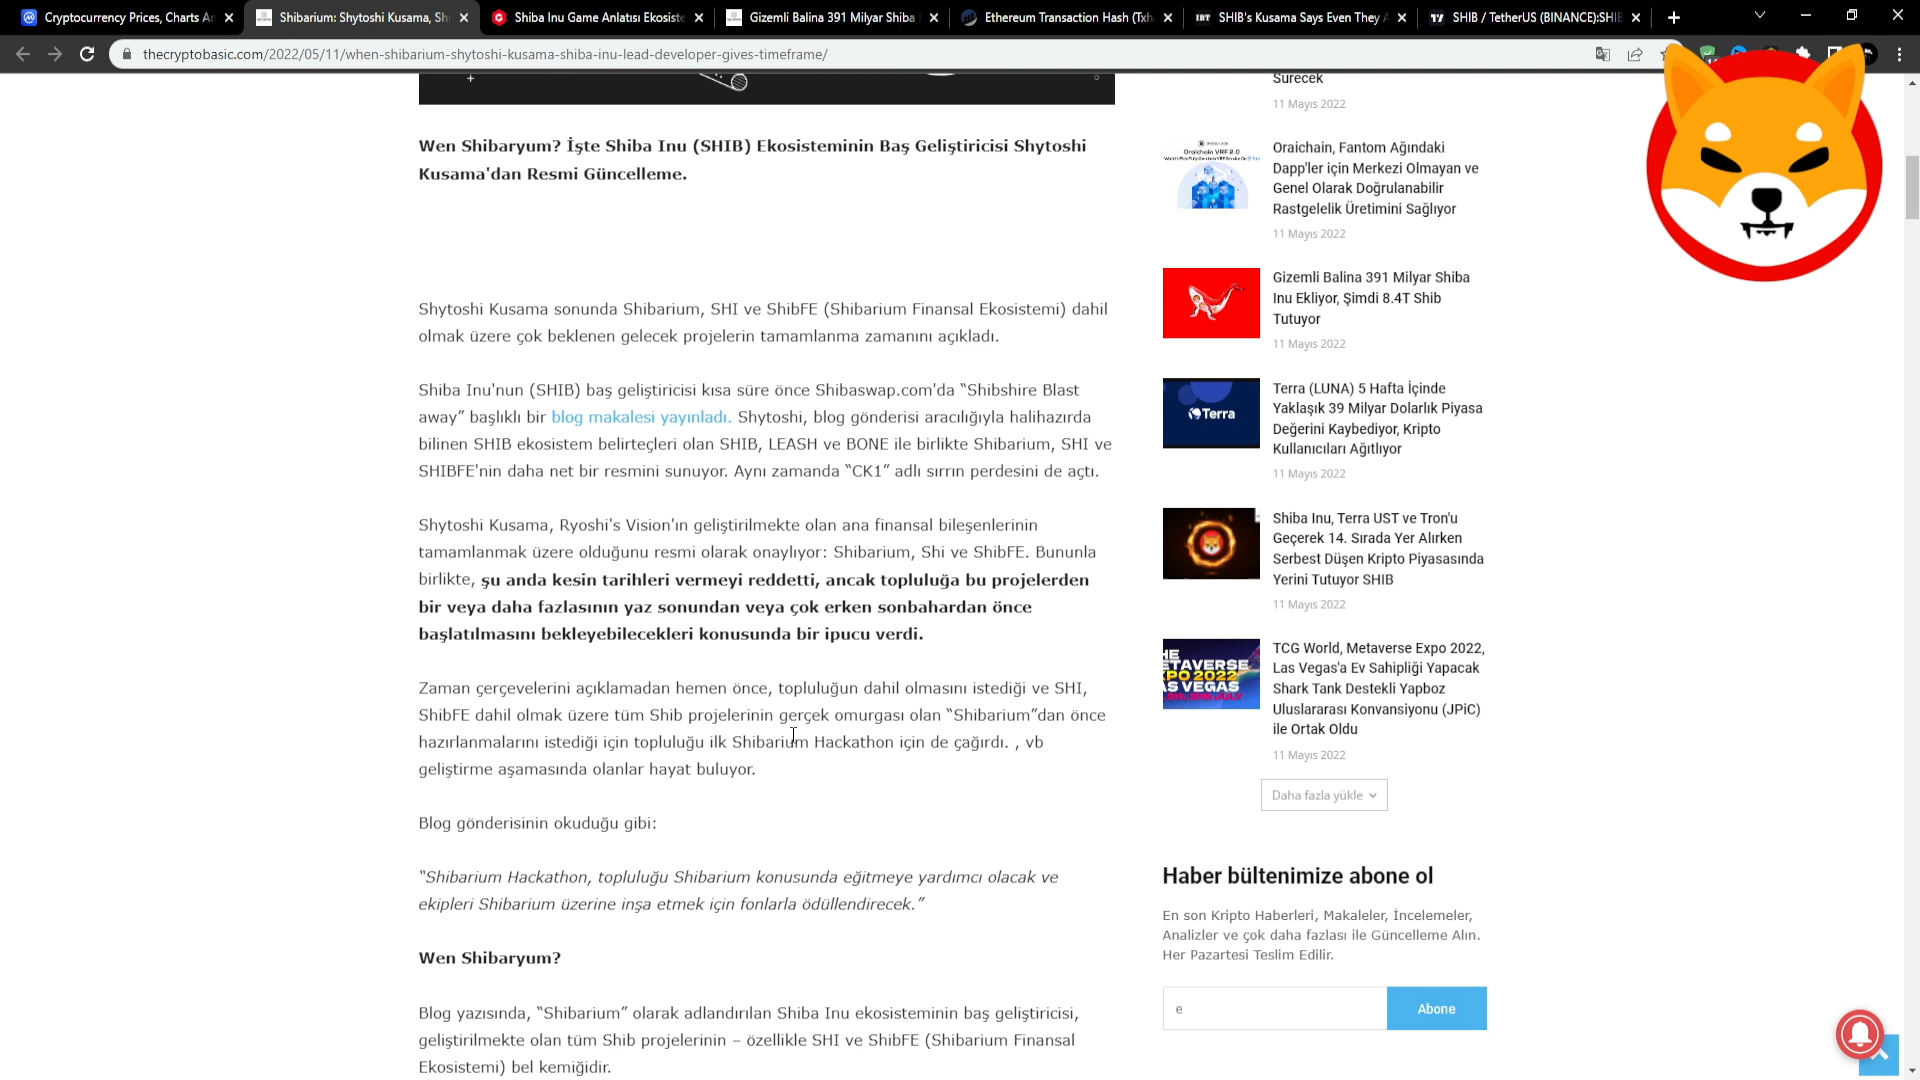 Cryptocurrency Prices, Charts An
Shibarium: Shytoshi Kusama, Sh
Shiba Inu Game Anlatısı Ekosiste
Gizemli Balina 391 Milyar Shiba
Ethereum Transaction Hash (Txh
SHIB's Kusama Says Even They A
SHIB / TetherUS (BINANCE):SHIB
thecryptobasic.com/2022/05/11/when-shibarium-shytoshi-kusama-shiba-inu-lead-developer-gives-timeframe/
Wen Shibaryum? İşte Shiba Inu (SHIB) Ekosisteminin Baş Geliştiricisi Shytoshi
Kusama'dan Resmi Güncelleme.
Shytoshi Kusama sonunda Shibarium, SHI ve ShibFE (Shibarium Finansal Ekosistemi) dahil
olmak üzere çok beklenen gelecek projelerin tamamlanma zamanını açıkladı.
Shiba Inu'nun (SHIB) baş geliştiricisi kısa süre önce Shibaswap.com'da “Shibshire Blast
away” başlıklı bir blog makalesi yayınladı. Shytoshi, blog gönderisi aracılığıyla halihazırda
bilinen SHIB ekosistem belirteçleri olan SHIB, LEASH ve BONE ile birlikte Shibarium, SHI ve
SHIBFE'nin daha net bir resmini sunuyor. Aynı zamanda “CK1” adlı sırrın perdesini de açtı.
Shytoshi Kusama, Ryoshi's Vision'ın geliştirilmekte olan ana finansal bileşenlerinin
tamamlanmak üzere olduğunu resmi olarak onaylıyor: Shibarium, Shi ve ShibFE. Bununla
birlikte, şu anda kesin tarihleri vermeyi reddetti, ancak topluluğa bu projelerden
bir veya daha fazlasının yaz sonundan veya çok erken sonbahardan önce
başlatılmasını bekleyebilecekleri konusunda bir ipucu verdi.
Zaman çerçevelerini açıklamadan hemen önce, topluluğun dahil olmasını istediği ve SHI,
ShibFE dahil olmak üzere tüm Shib projelerinin gerçek omurgası olan “Shibarium”dan önce
hazırlanmalarını istediği için topluluğu ilk Shibarium Hackathon için de çağırdı. , vb
geliştirme aşamasında olanlar hayat buluyor.
Blog gönderisinin okuduğu gibi:
“Shibarium Hackathon, topluluğu Shibarium konusunda eğitmeye yardımcı olacak ve
ekipleri Shibarium üzerine inşa etmek için fonlarla ödüllendirecek.”
Wen Shibaryum?
Blog yazısında, “Shibarium” olarak adlandırılan Shiba Inu ekosisteminin baş geliştiricisi,
geliştirilmekte olan tüm Shib projelerinin – özellikle SHI ve ShibFE (Shibarium Finansal
Ekosistemi) bel kemiğidir.
Sürecek
11 Mayıs 2022
Oraichain VRF 2.0
Oraichain, Fantom Ağındaki
Dapp'ler için Merkezi Olmayan ve
Genel Olarak Doğrulanabilir
Rastgelelik Üretimini Sağlıyor
11 Mayıs 2022
Gizemli Balina 391 Milyar Shiba
Inu Ekliyor, Şimdi 8.4T Shib
Tutuyor
11 Mayıs 2022
Terra
Terra (LUNA) 5 Hafta İçinde
Yaklaşık 39 Milyar Dolarlık Piyasa
Değerini Kaybediyor, Kripto
Kullanıcıları Ağıtlıyor
11 Mayıs 2022
Shiba Inu, Terra UST ve Tron'u
Geçerek 14. Sırada Yer Alırken
Serbest Düşen Kripto Piyasasında
Yerini Tutuyor SHIB
11 Mayıs 2022
HE
ETAVERSE
XPO 2022
AS VEGAS
TCG World, Metaverse Expo 2022,
Las Vegas'a Ev Sahipliği Yapacak
Shark Tank Destekli Yapboz
Uluslararası Konvansiyonu (JPiC)
ile Ortak Oldu
11 Mayıs 2022
Daha fazla yükle
Haber bültenimize abone ol
En son Kripto Haberleri, Makaleler, İncelemeler,
Analizler ve çok daha fazlası ile Güncelleme Alın.
Her Pazartesi Teslim Edilir.
e
Abone